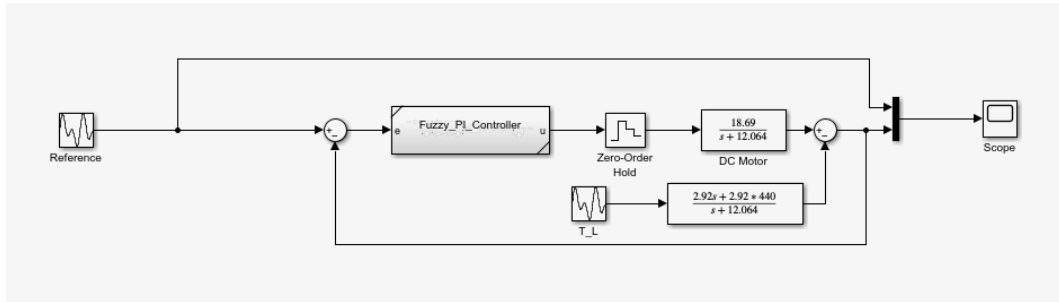 Reference
+
-
e
Fuzzy_PI_Controller
u
Zero-Order
Hold
18.69
s + 12.064
DC Motor
+
-
Scope
T_L
2.92s + 2.92 * 440
s + 12.064